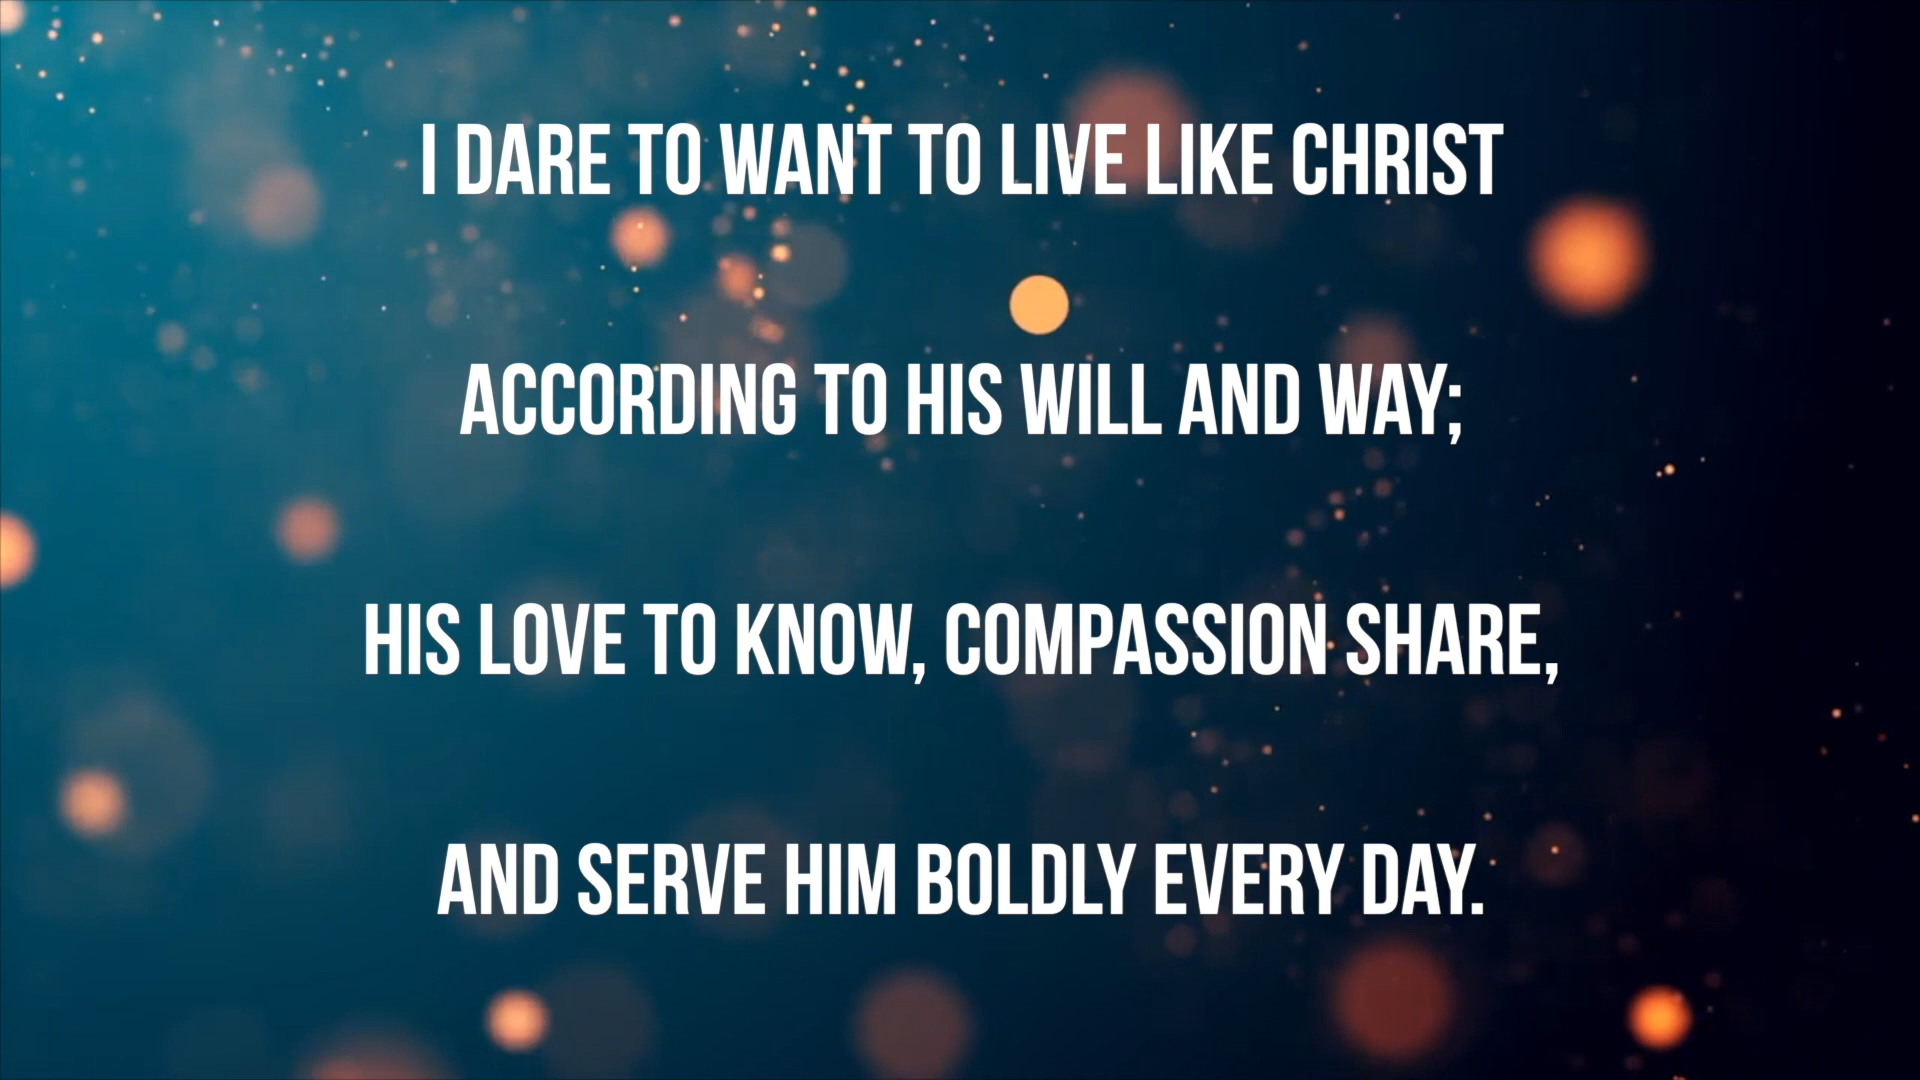 I DARE TO WANT TO LIVE LIKE CHRIST
ACCORDING TO HIS WILL AND WAY;
HIS LOVE TO KNOW, COMPASSION SHARE,
AND SERVE HIM BOLDLY EVERY DAY.